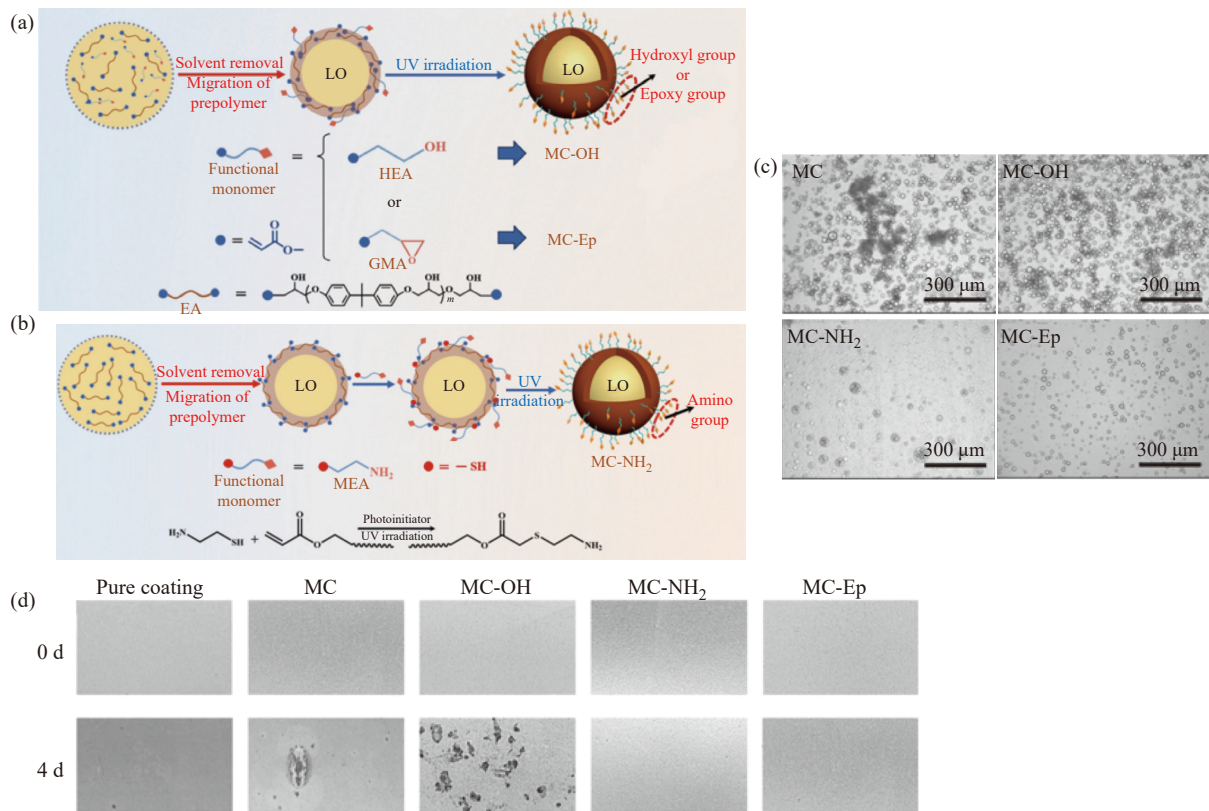 (a)
Solvent removal
Migration of
prepolymer
LO
UV irradiation
LO
Hydroxyl group
or
Epoxy group
Functional
monomer
=
OH
HEA
MC-OH
or
= O
O
GMA
O
MC-Ep
EA
=
OH
O
O
OH
O
m
OH
(b)
Solvent removal
Migration of
prepolymer
LO
LO
UV
irradiation
LO
Amino
group
MC-NH₂
Functional
monomer
=
NH₂
MEA
= −SH
H₂N
SH
+
O
O
Photoinitiator
UV irradiation
O
O
S
NH₂
(c)
MC
300 μm
MC-OH
300 μm
MC-NH₂
300 μm
MC-Ep
300 μm
(d)
Pure coating MC MC-OH MC-NH₂ MC-Ep
0 d
4 d